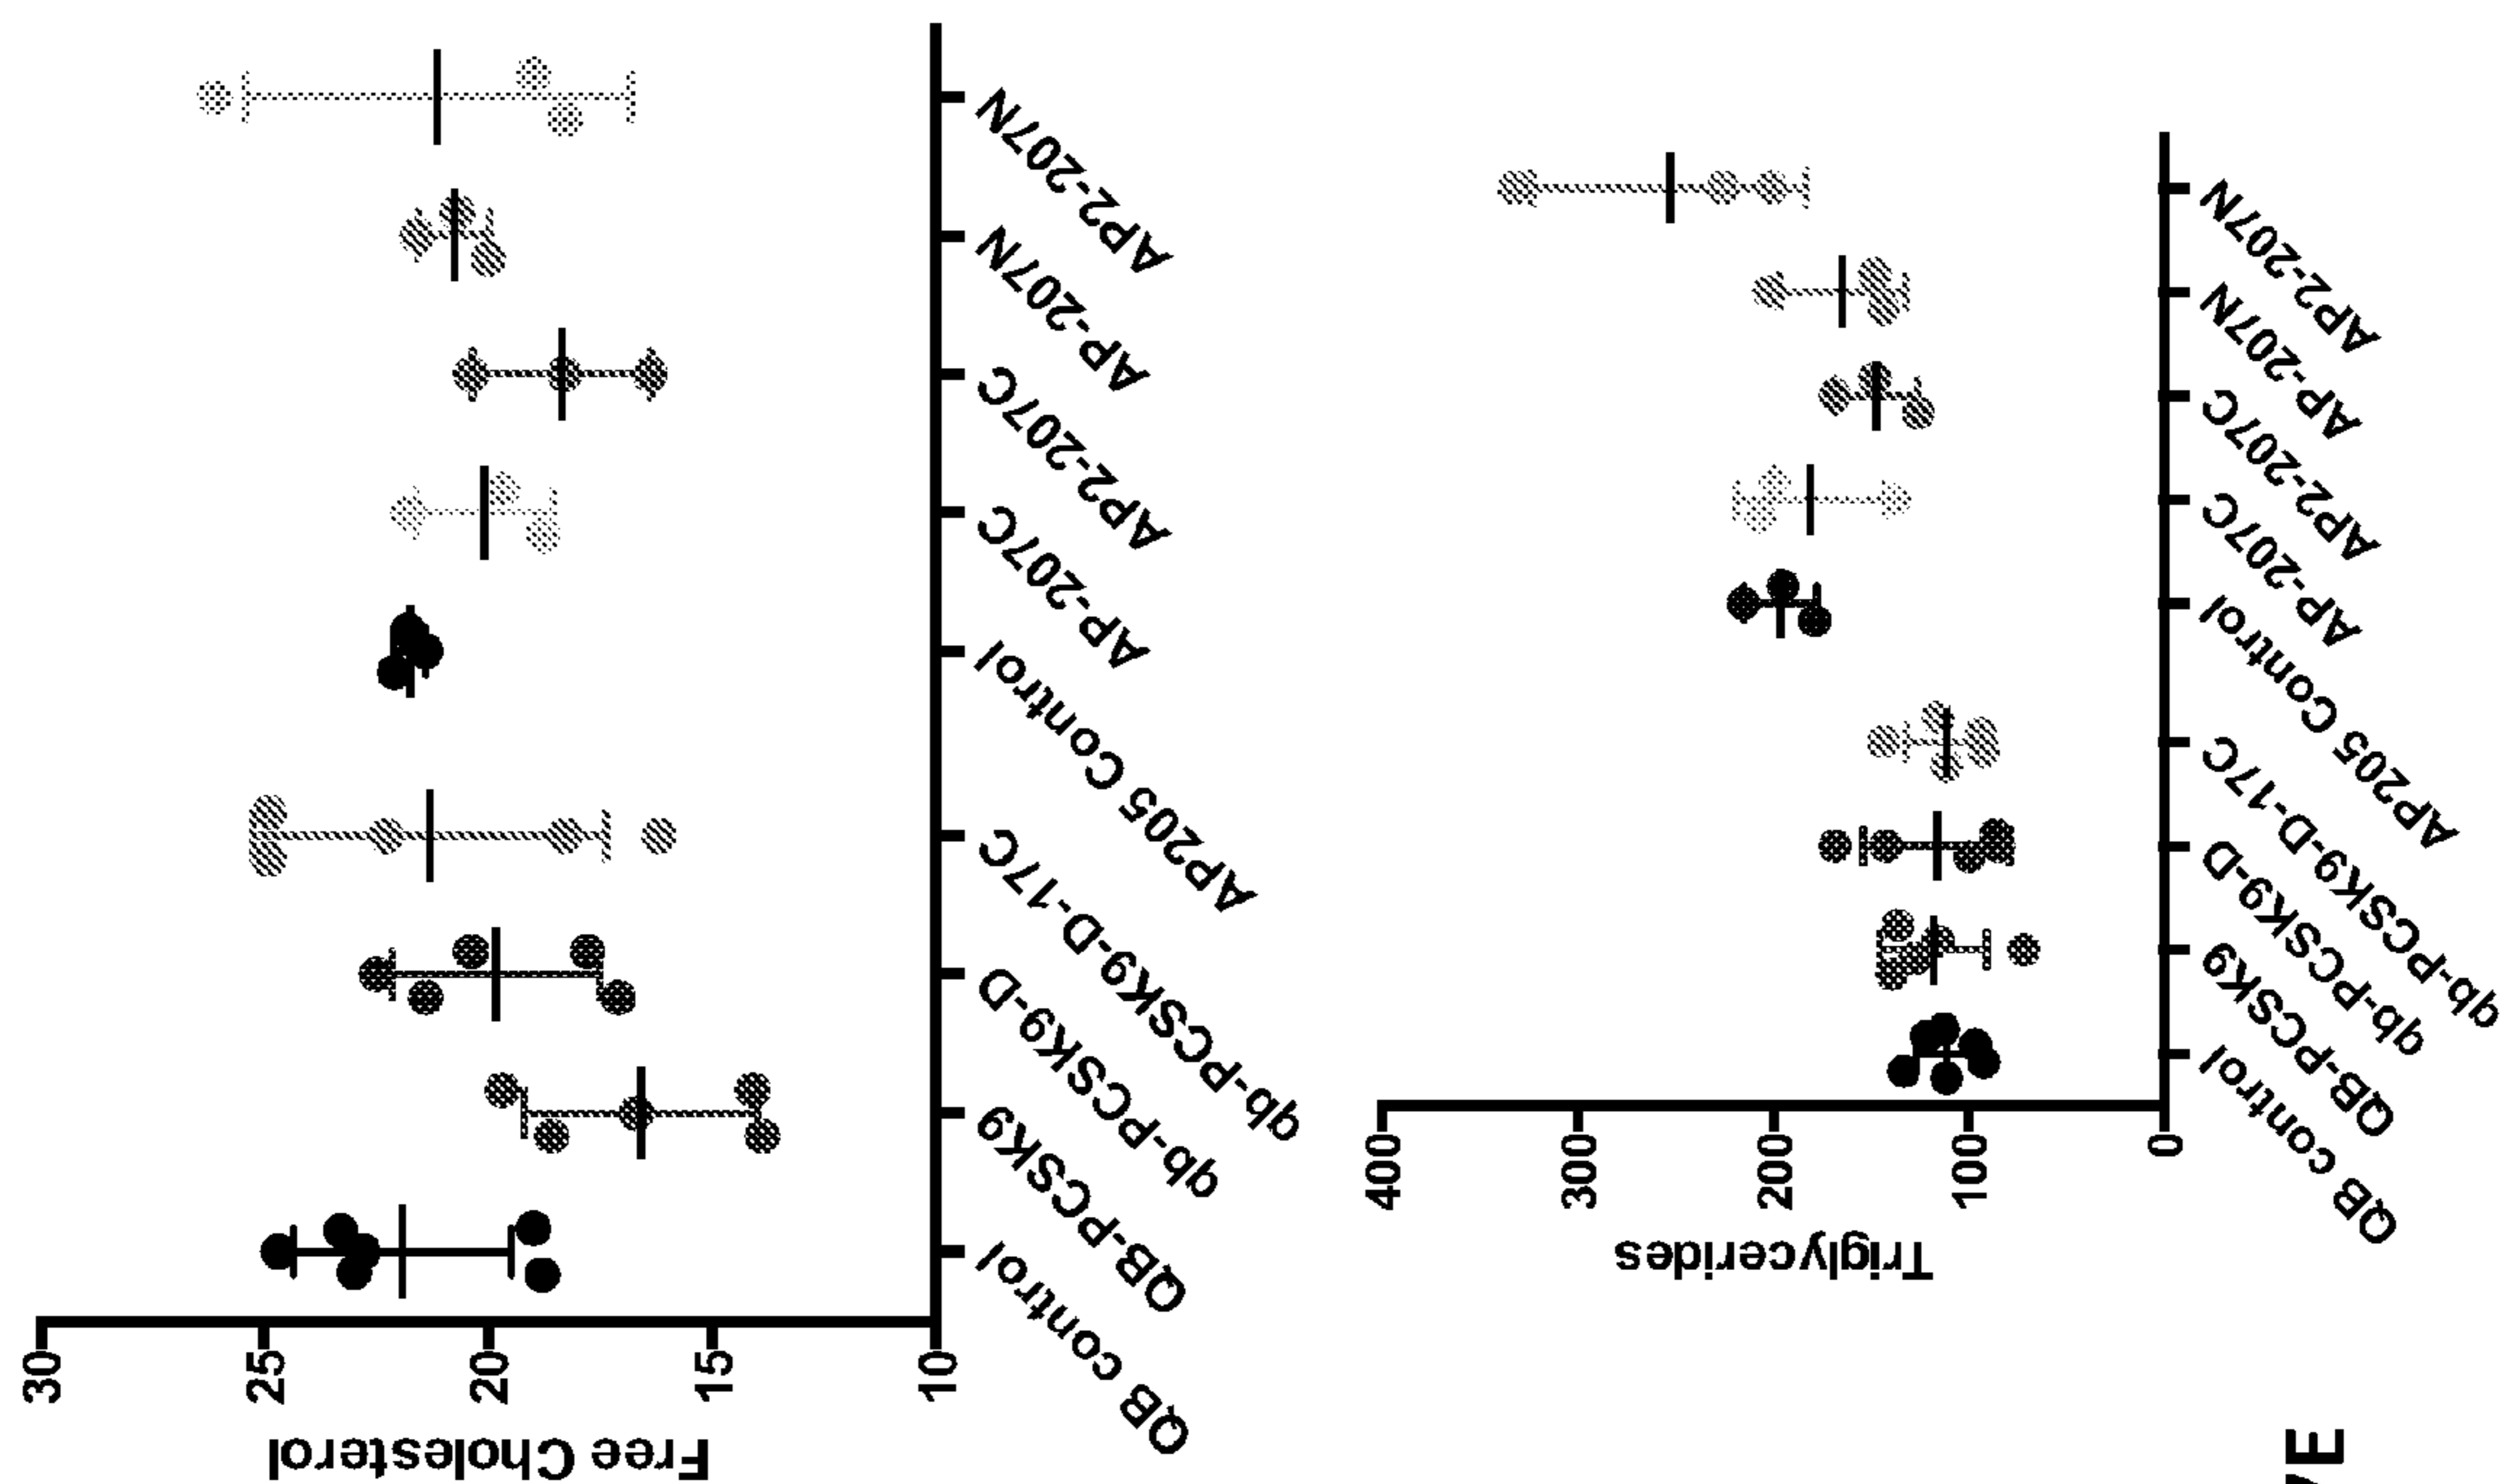 Free Cholesterol
30
25
20
15
10
QB control
QB-PCSK9
qb-PCSK9-D
qb-PCSK9-D-17C
AP205 Control
AP-207C
AP2-207C
AP-207N
AP2-207N
Triglycerides
400
300
200
100
0
QB control
QB-PCSK9
qb-PCSK9-D
qb-PCSK9-D-17C
AP205 Control
AP-207C
AP2-207C
AP-207N
AP2-207N